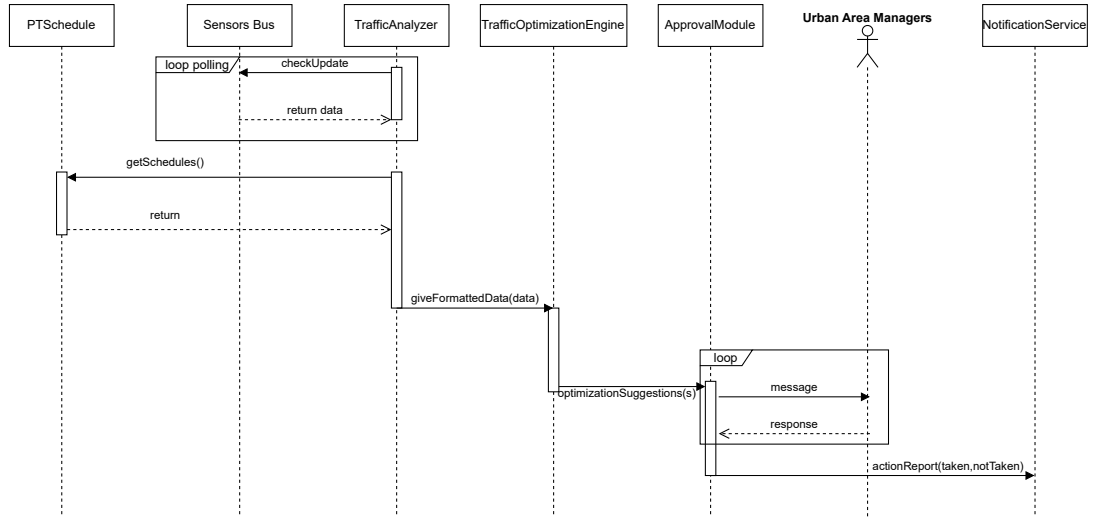 Urban Area Managers
PTSchedule
Sensors Bus
TrafficAnalyzer
TrafficOptimizationEngine
ApprovalModule
NotificationService
loop polling
checkUpdate
return data
getSchedules()
return
giveFormattedData(data)
loop
optimizationSuggestions(s)
message
response
actionReport(taken,notTaken)